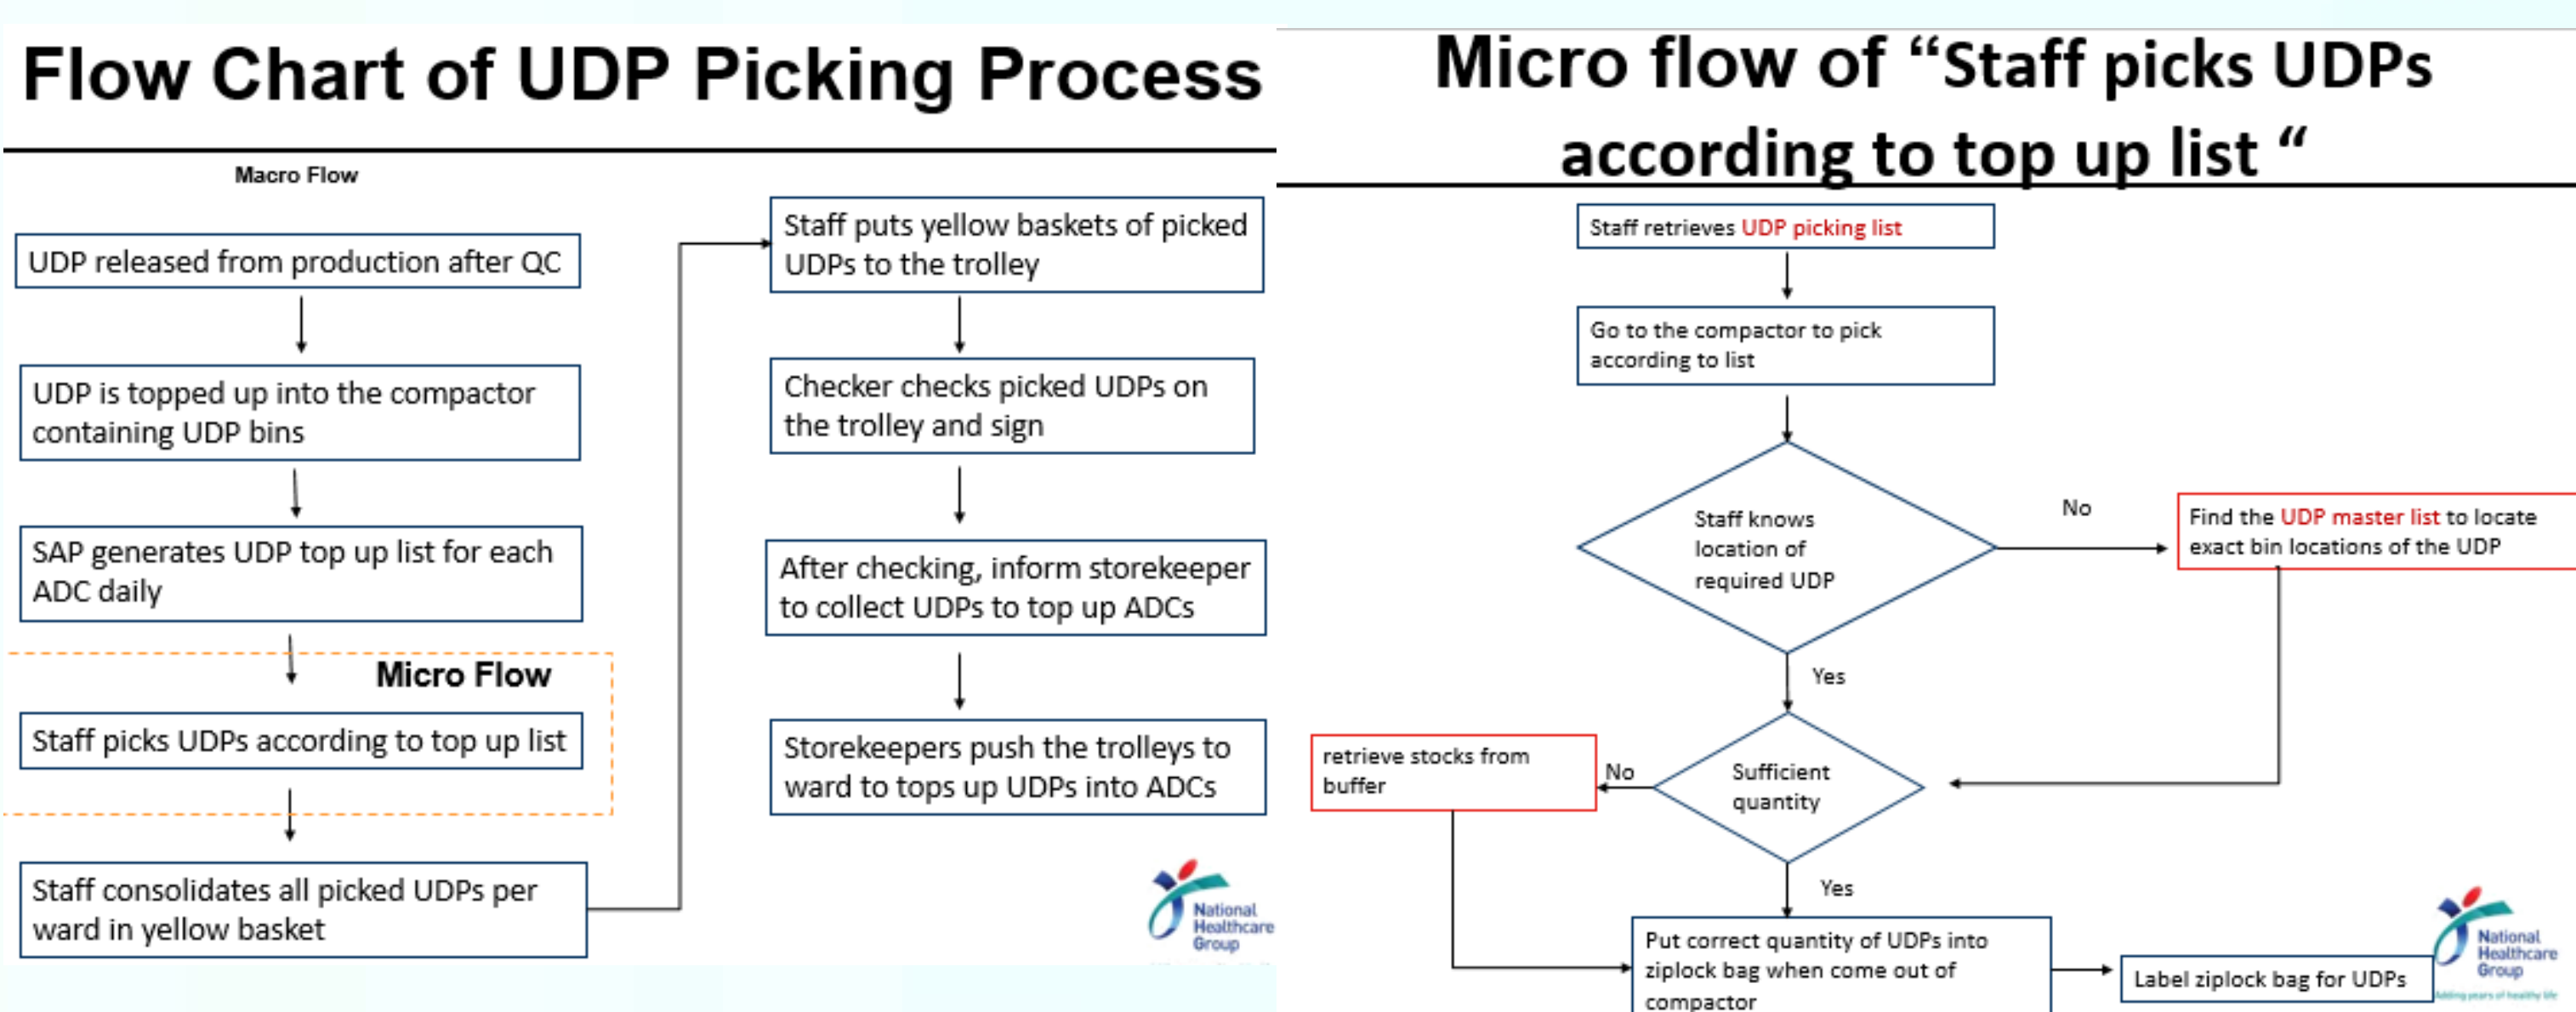 Flow Chart of UDP Picking Process
Macro Flow
UDP released from production after QC
UDP is topped up into the compactor
containing UDP bins
SAP generates UDP top up list for each
ADC daily
Micro Flow
Staff picks UDPs according to top up list
Staff consolidates all picked UDPs per
ward in yellow basket
Staff puts yellow baskets of picked
UDPs to the trolley
Checker checks picked UDPs on
the trolley and sign
After checking, inform storekeeper
to collect UDPs to top up ADCs
Storekeepers push the trolleys to
ward to tops up UDPs into ADCs
National
Healthcare
Group
Micro flow of “Staff picks UDPs
according to top up list “
Staff retrieves UDP picking list
Go to the compactor to pick
according to list
Staff knows
location of
required UDP
No
Find the UDP master list to locate
exact bin locations of the UDP
Yes
Sufficient
quantity
No
retrieve stocks from
buffer
Yes
Put correct quantity of UDPs into
ziplock bag when come out of
compactor
Label ziplock bag for UDPs
National
Healthcare
Group
Adding years of healthy life